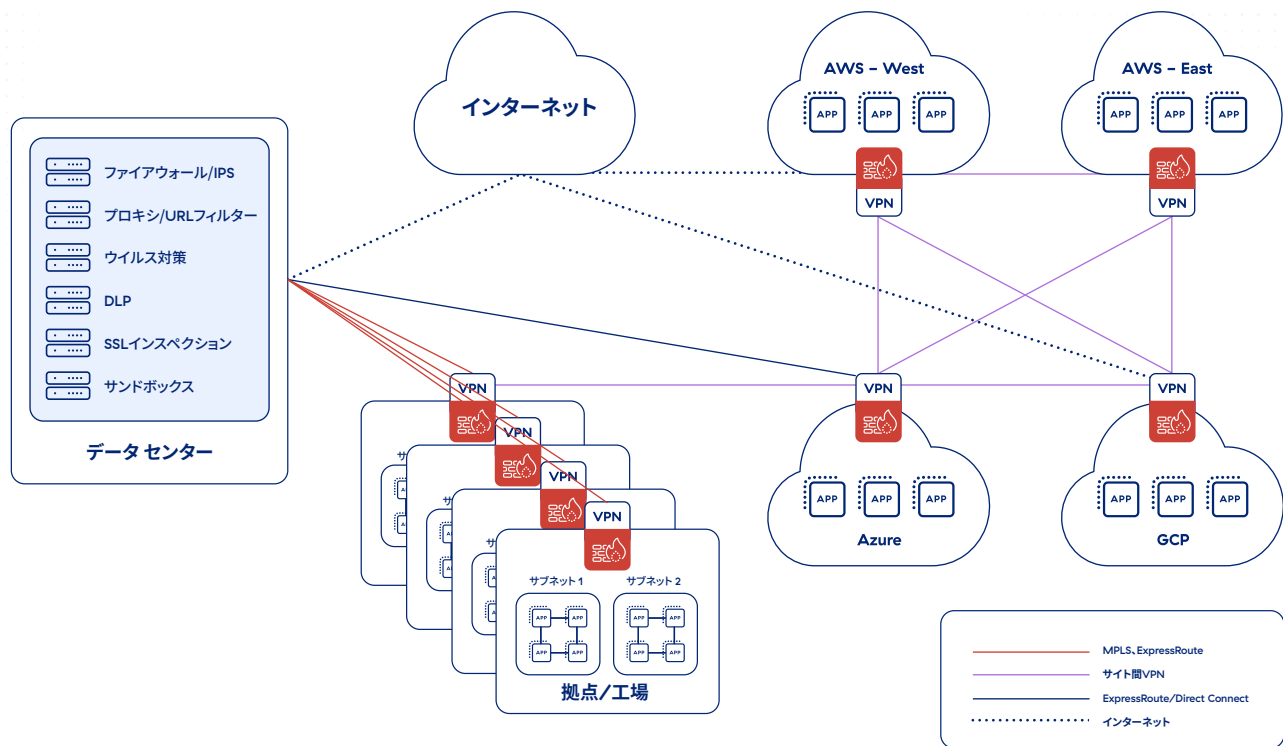 インターネット
AWS – West
APP APP APP
VPN
AWS – East
APP APP APP
VPN
ファイアウォール/IPS
プロキシ/URLフィルター
ウイルス対策
DLP
SSLインスペクション
サンドボックス
データ センター
VPN
VPN
VPN
VPN
サブネット 1
サブネット 2
APP APP
APP APP
APP APP
APP APP
拠点/工場
VPN
APP APP APP
Azure
VPN
APP APP APP
GCP
MPLS、ExpressRoute
サイト間VPN
ExpressRoute/Direct Connect
インターネット